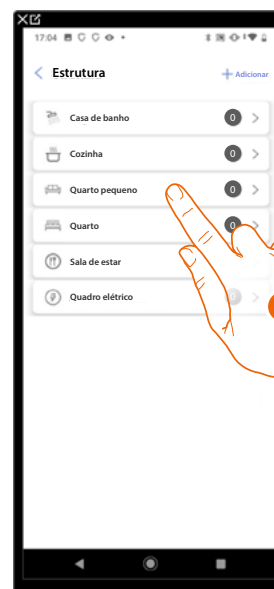 17:04
Estrutura
Adicionar
Casa de banho
0
Cozinha
0
Quarto pequeno
0
Quarto
0
Sala de estar
Quadro elétrico
0